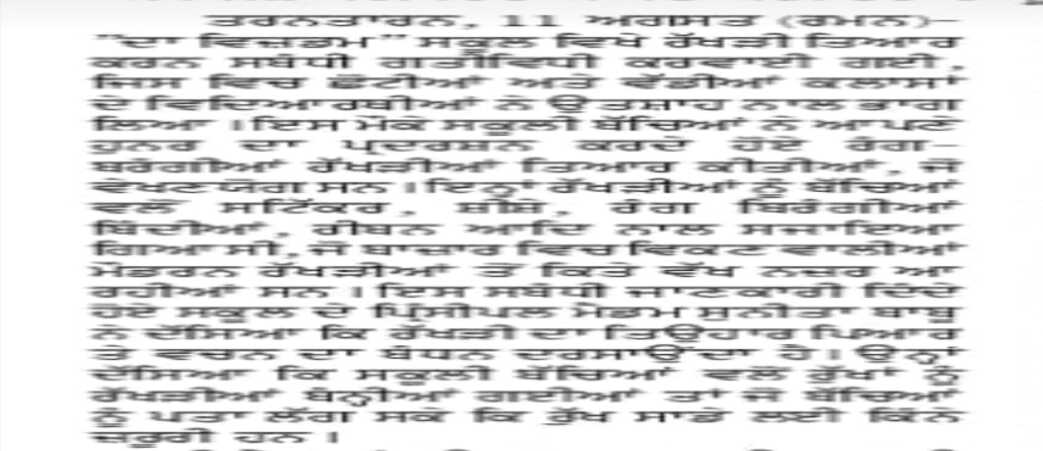 ਤਰਨਤਾਰਨ, 11 ਅਗਸਤ (ਰਮਨ)-
"ਦਾ ਵਿਜ਼ਡਮ" ਸਕੂਲ ਵਿਖੇ ਰੱਖੜੀ ਤਿਆਰ
ਕਰਨ ਸਬੰਧੀ ਗਤੀਵਿਧੀ ਕਰਵਾਈ ਗਈ,
ਜਿਸ ਵਿਚ ਛੋਟੀਆਂ ਅਤੇ ਵੱਡੀਆਂ ਕਲਾਸਾਂ
ਦੇ ਵਿਦਿਆਰਥੀਆਂ ਨੇ ਉਤਸ਼ਾਹ ਨਾਲ ਭਾਗ
ਲਿਆ।ਇਸ ਮੌਕੇ ਸਕੂਲੀ ਬੱਚਿਆਂ ਨੇ ਆਪਣੇ
ਹੁਨਰ ਦਾ ਪ੍ਰਦਰਸ਼ਨ ਕਰਦੇ ਹੋਏ ਰੰਗ-
ਬਰੰਗੀਆਂ ਰੱਖੜੀਆਂ ਤਿਆਰ ਕੀਤੀਆਂ, ਜੋ
ਵੇਖਣਯੋਗ ਸਨ।ਇਨ੍ਹਾਂ ਰੱਖੜੀਆਂ ਨੂੰ ਬੱਚਿਆਂ
ਵਲੋਂ ਸਟਿੱਕਰ, ਸ਼ੀਸ਼ੇ, ਰੰਗ ਬਿਰੰਗੀਆਂ
ਬਿੰਦੀਆਂ, ਰੀਬਨ ਆਦਿ ਨਾਲ ਸਜਾਇਆ
ਗਿਆ ਸੀ, ਜੋ ਬਾਜ਼ਾਰ ਵਿਚ ਵਿਕਣ ਵਾਲੀਆਂ
ਮੋਡਰਨ ਰੱਖੜੀਆਂ ਤੋਂ ਕਿਤੇ ਵੱਖ ਨਜ਼ਰ ਆ
ਰਹੀਆਂ ਸਨ।ਇਸ ਸਬੰਧੀ ਜਾਣਕਾਰੀ ਦਿੰਦੇ
ਹੋਏ ਸਕੂਲ ਦੇ ਪ੍ਰਿੰਸੀਪਲ ਮੈਡਮ ਸੁਨੀਤਾ ਬਾਬੂ
ਨੇ ਦੱਸਿਆ ਕਿ ਰੱਖੜੀ ਦਾ ਤਿਉਹਾਰ ਪਿਆਰ
ਤੇ ਵਚਨ ਦਾ ਬੰਧਨ ਦਰਸਾਉਂਦਾ ਹੈ। ਉਨ੍ਹਾਂ
ਦੱਸਿਆ ਕਿ ਸਕੂਲੀ ਬੱਚਿਆਂ ਵਲੋਂ ਰੁੱਖਾਂ ਨੂੰ
ਰੱਖੜੀਆਂ ਬੰਨ੍ਹੀਆਂ ਗਈਆਂ ਤਾਂ ਜੋ ਬੱਚਿਆਂ
ਨੂੰ ਪਤਾ ਲੱਗ ਸਕੇ ਕਿ ਰੁੱਖ ਸਾਡੇ ਲਈ ਕਿੰਨੇ
ਜ਼ਰੂਰੀ ਹਨ।